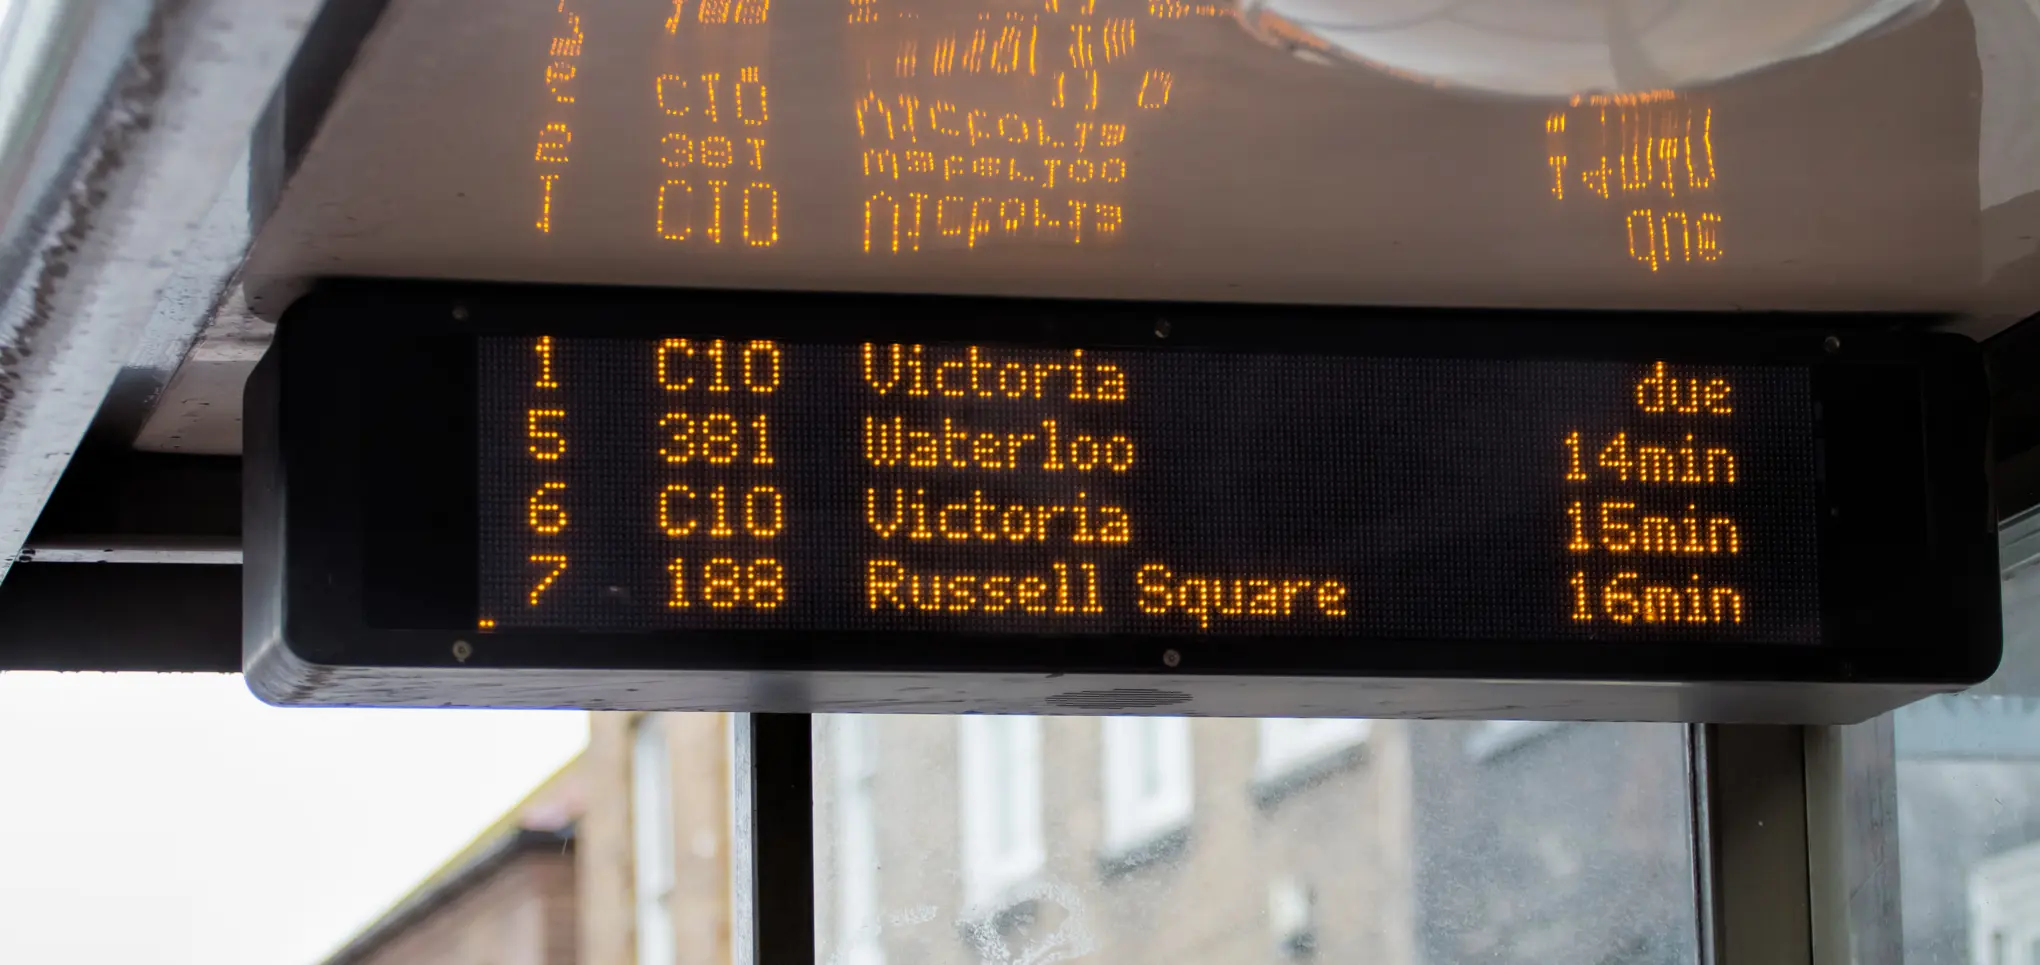 1 C10 Victoria due
5 381 Waterloo 14min
6 C10 Victoria 15min
7 188 Russell Square 16min